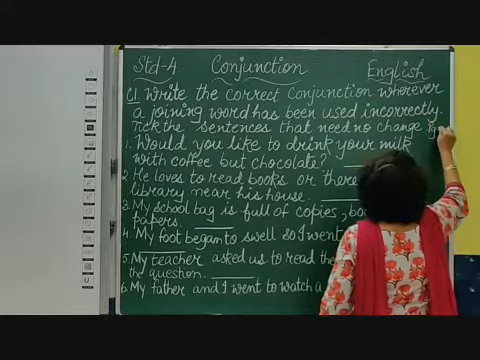 Std-4 Conjunction English
Q1. Write the correct Conjunction wherever
a joining word has been used incorrectly.
Tick the sentences that need no change
1. Would you like to drink your milk
with coffee but chocolate?
2. He loves to read books or there
library near his house.
3. My school bag is full of copies,
papers.
4. My foot began to swell so I went
5. My teacher asked us to read the
the question.
6. My father and I went to watch a